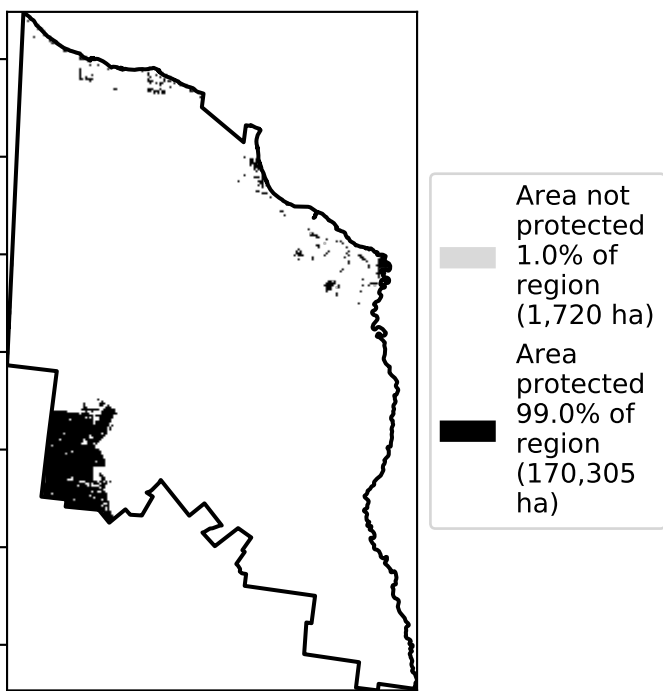 Area not
protected
1.0% of
region
(1,720 ha)
Area
protected
99.0% of
region
(170,305
ha)